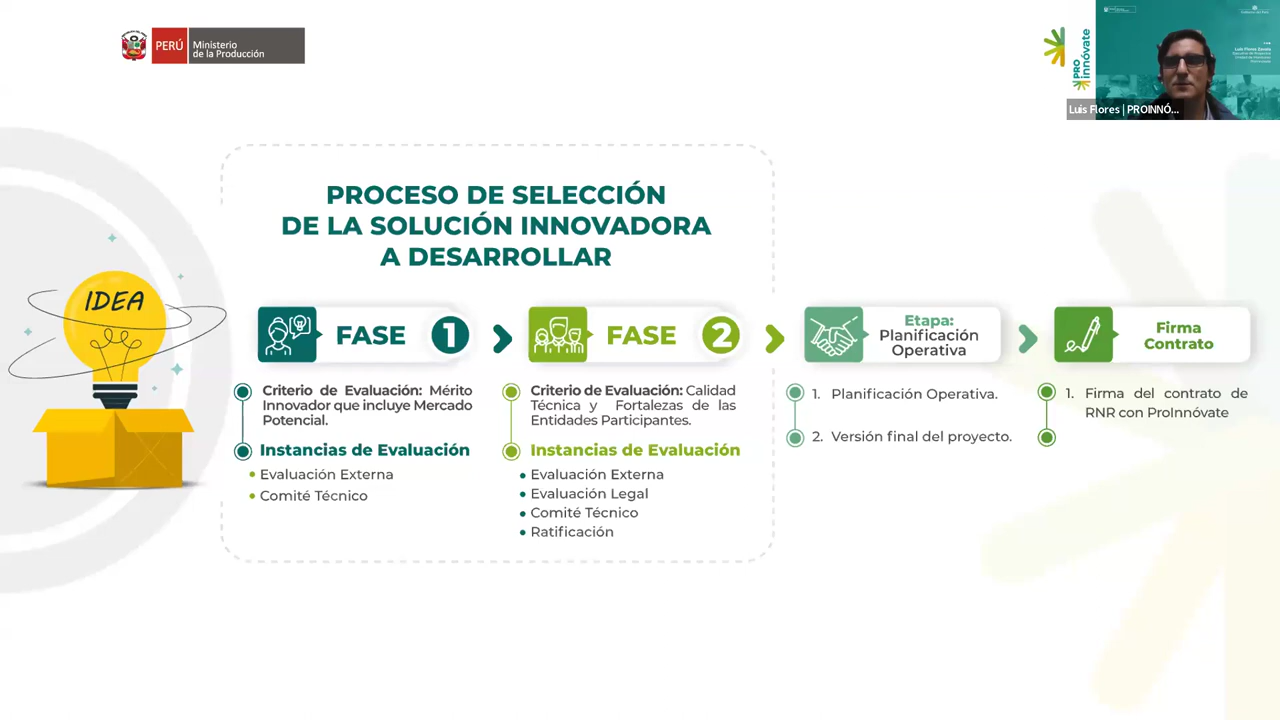 PERÚ
Ministerio
de la Producción
PRO
innóvate
Luis Flores | PROINNÓ...
PROCESO DE SELECCIÓN
DE LA SOLUCIÓN INNOVADORA
A DESARROLLAR
IDEA
FASE 1
Criterio de Evaluación: Mérito
Innovador que incluye Mercado
Potencial.
Instancias de Evaluación
• Evaluación Externa
• Comité Técnico
FASE 2
Criterio de Evaluación: Calidad
Técnica y Fortalezas de las
Entidades Participantes.
Instancias de Evaluación
• Evaluación Externa
• Evaluación Legal
• Comité Técnico
• Ratificación
Etapa:
Planificación
Operativa
1. Planificación Operativa.
2. Versión final del proyecto.
Firma
Contrato
1. Firma del contrato de
RNR con ProInnóvate